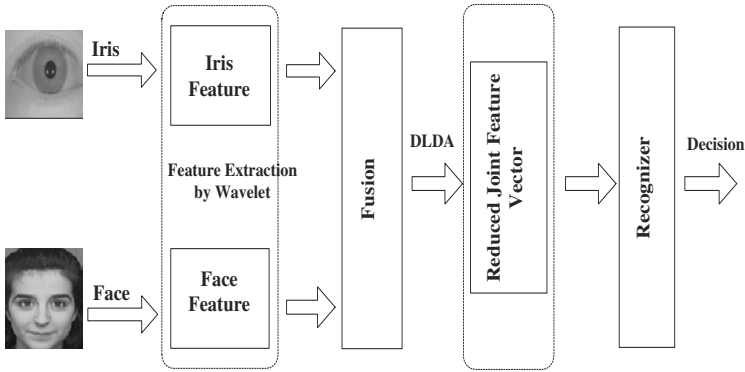 Iris
Iris
Feature
Feature Extraction
by Wavelet
Face
Face
Feature
Fusion
DLDA
Reduced Joint Feature
Vector
Recognizer
Decision